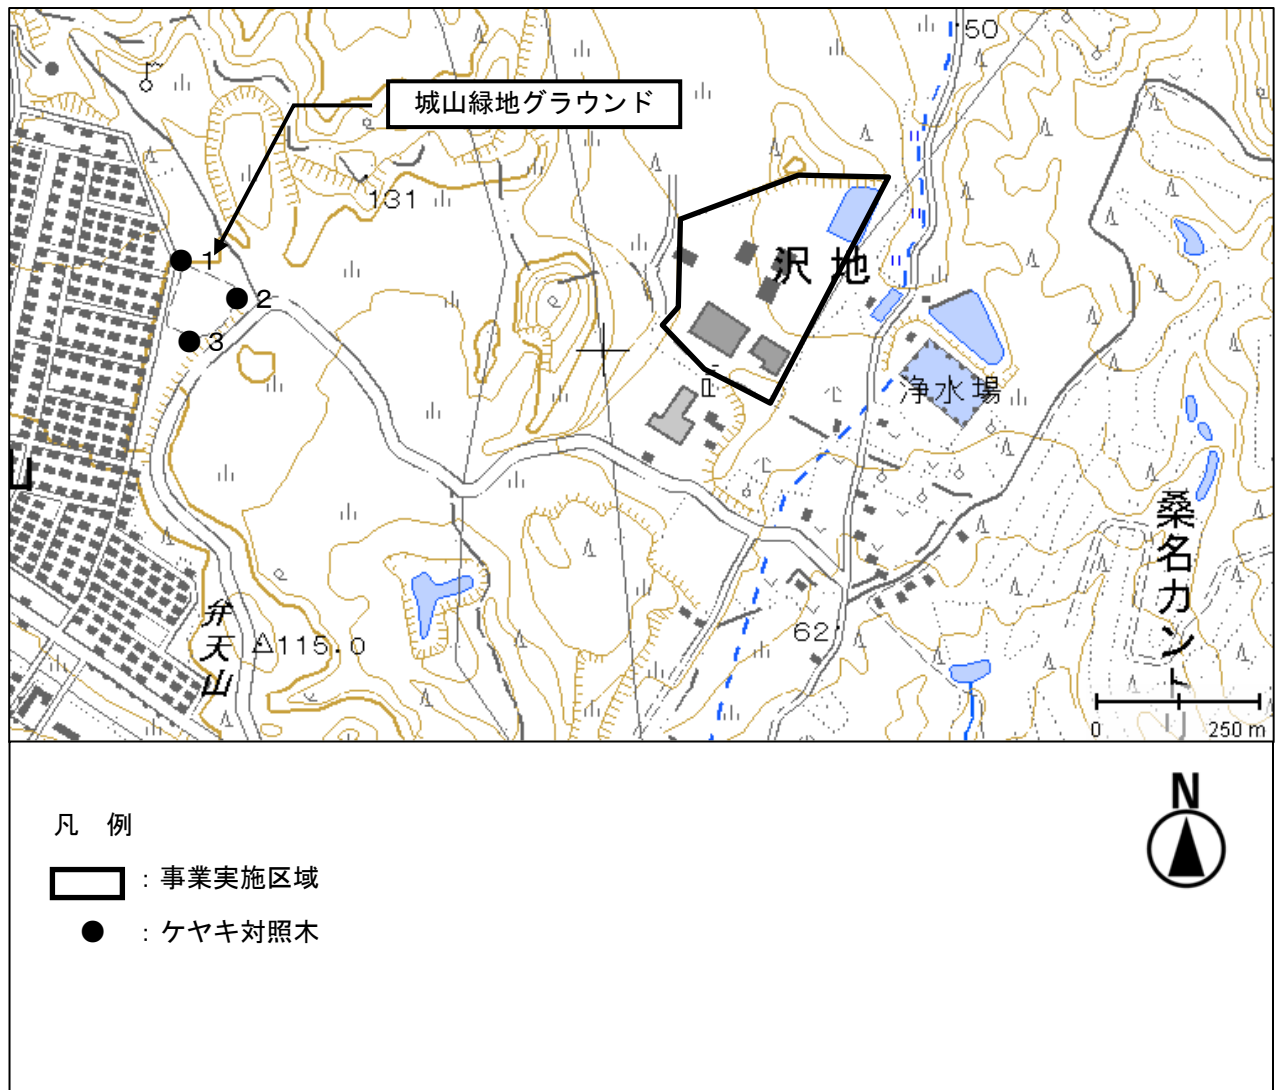 50
城山緑地グラウンド
131
1
沢地
2
3
浄水場
山
桑名カント
弁天山
115.0
62
0
250 m
N
凡 例
: 事業実施区域
: ケヤキ対照木